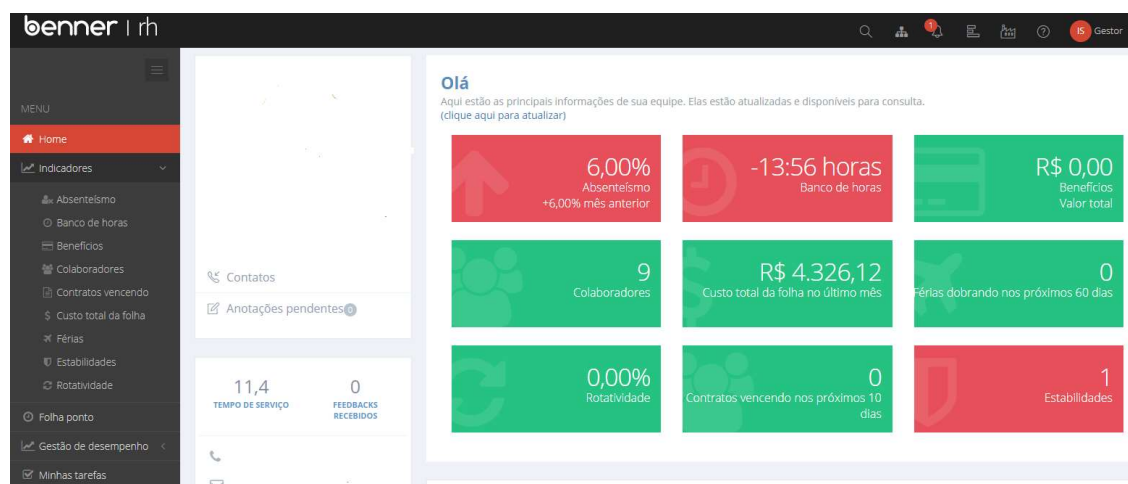 benner | rh
1
IS Gestor
MENU
Home
Indicadores
Absenteísmo
Banco de horas
Benefícios
Colaboradores
Contratos vencendo
Custo total da folha
Férias
Estabilidades
Rotatividade
Folha ponto
Gestão de desempenho
Minhas tarefas
Contatos
Anotações pendentes 0
11,4
TEMPO DE SERVIÇO
0
FEEDBACKS
RECEBIDOS
Olá
Aqui estão as principais informações de sua equipe. Elas estão atualizadas e disponíveis para consulta.
(clique aqui para atualizar)
6,00%
Absenteísmo
+6,00% mês anterior
-13:56 horas
Banco de horas
R$ 0,00
Benefícios
Valor total
9
Colaboradores
R$ 4.326,12
Custo total da folha no último mês
0
Férias dobrando nos próximos 60 dias
0,00%
Rotatividade
0
Contratos vencendo nos próximos 10
dias
1
Estabilidades